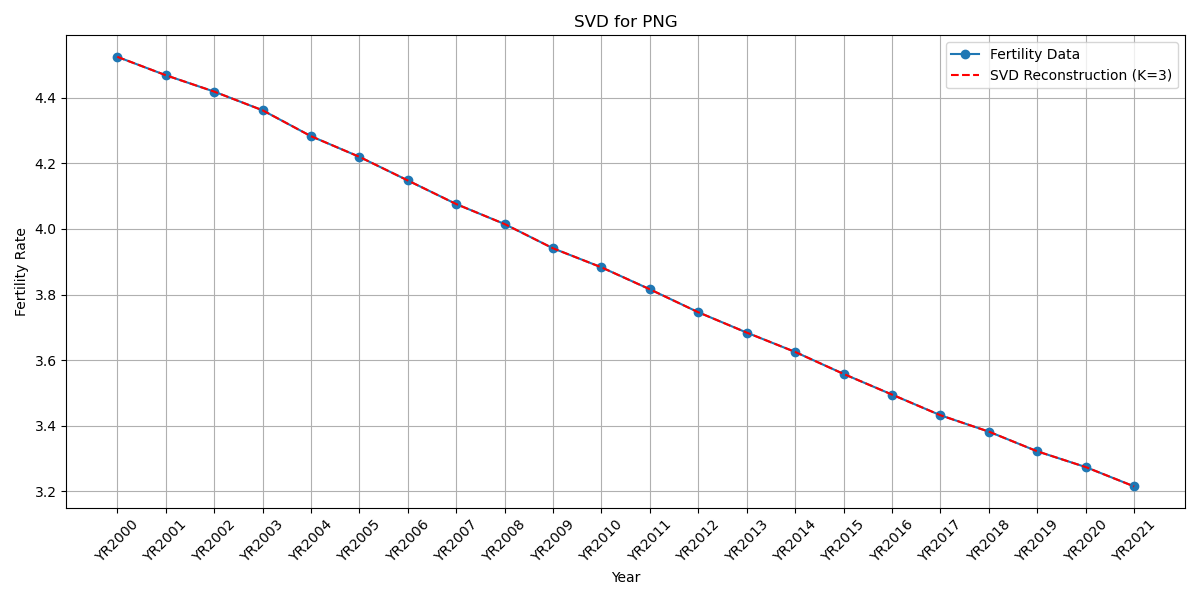 SVD for PNG
Fertility Data
SVD Reconstruction (K=3)
Fertility Rate
4.4
4.2
4.0
3.8
3.6
3.4
3.2
YR2000
YR2001
YR2002
YR2003
YR2004
YR2005
YR2006
YR2007
YR2008
YR2009
YR2010
YR2011
YR2012
YR2013
YR2014
YR2015
YR2016
YR2017
YR2018
YR2019
YR2020
YR2021
Year